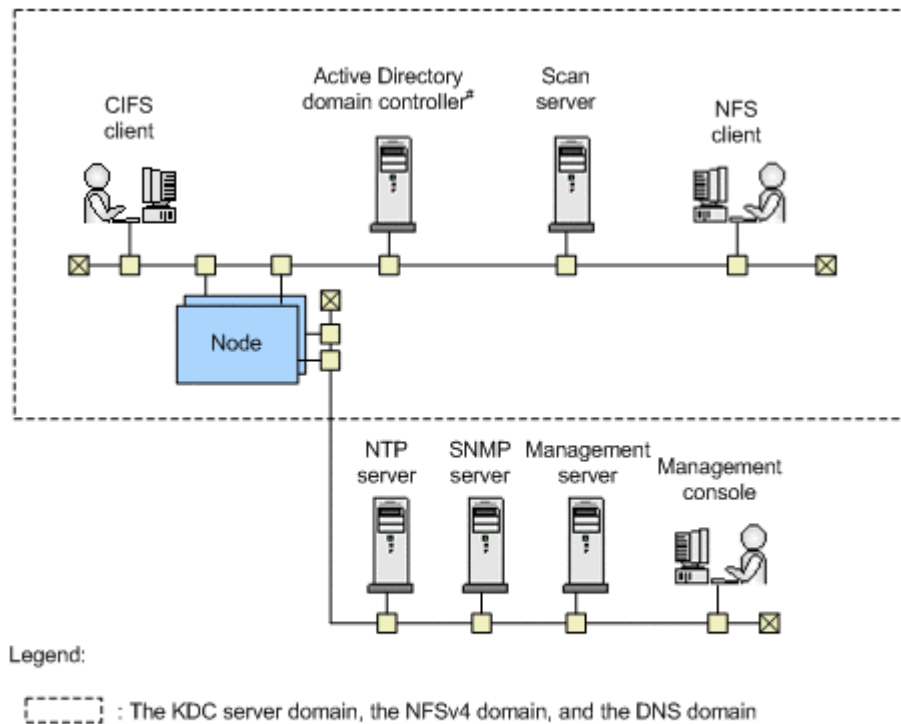 Active Directory
domain controller#
Scan
server
CIFS
client
NFS
client
Node
NTP
server
SNMP
server
Management
server
Management
console
Legend:
: The KDC server domain, the NFSv4 domain, and the DNS domain